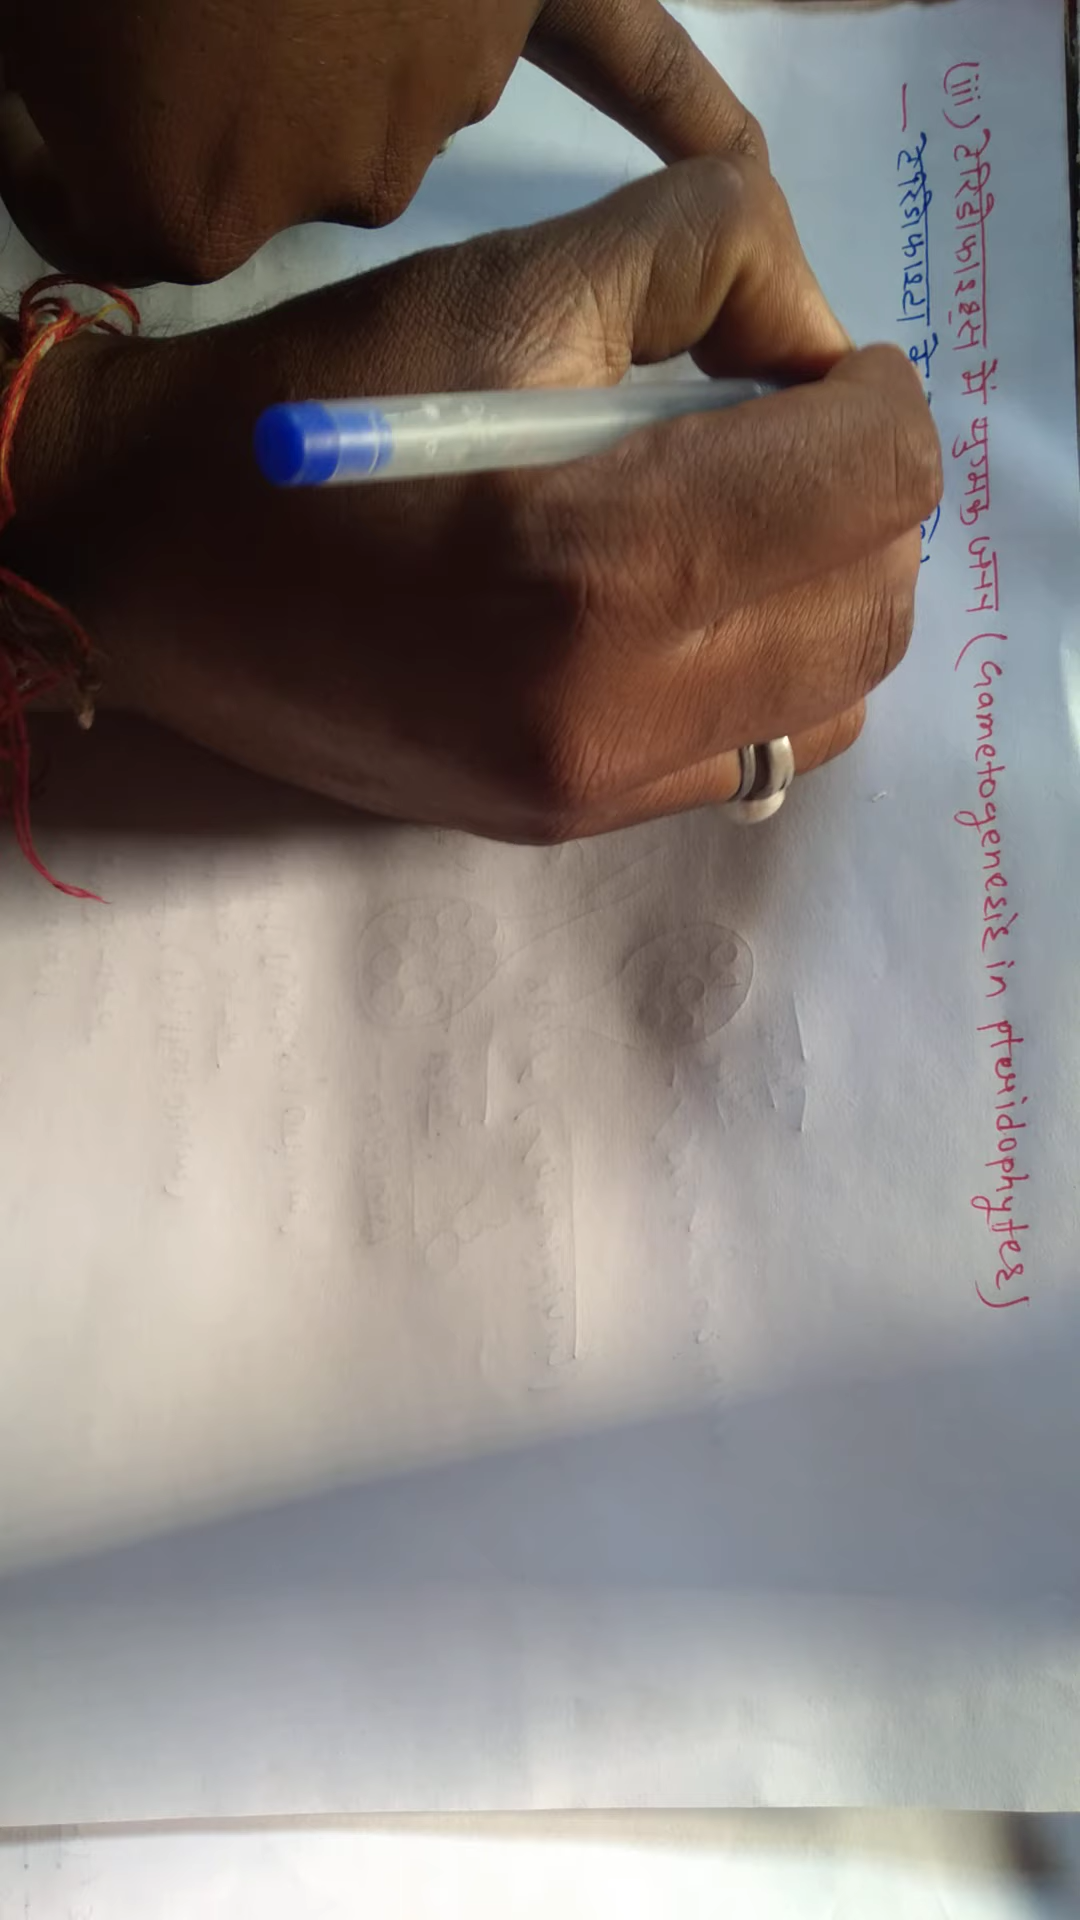 (iii) टेरिडोफाइट्स में युग्मक जनन (Gametogenesis in pteridophytes)
— टेरिडोफाइटा के